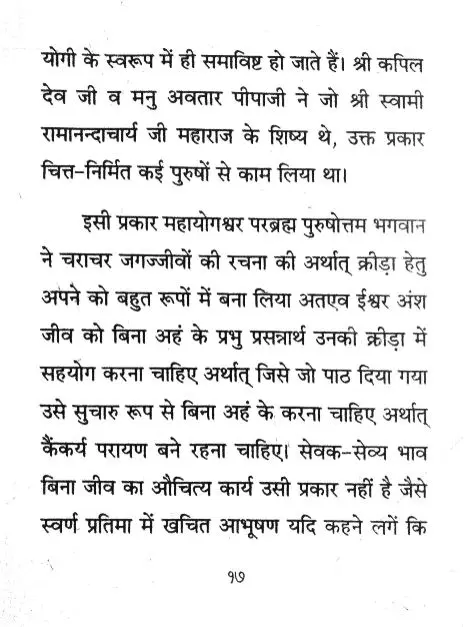 योगी के स्वरूप में ही समाविष्ट हो जाते हैं। श्री कपिल
देव जी व मनु अवतार पीपाजी ने जो श्री स्वामी
रामानन्दाचार्य जी महाराज के शिष्य थे, उक्त प्रकार
चित्त-निर्मित कई पुरुषों से काम लिया था।
इसी प्रकार महायोगश्वर परब्रह्म पुरुषोत्तम भगवान
ने चराचर जगज्जीवों की रचना की अर्थात् क्रीड़ा हेतु
अपने को बहुत रूपों में बना लिया अतएव ईश्वर अंश
जीव को बिना अहं के प्रभु प्रसन्नार्थ उनकी क्रीड़ा में
सहयोग करना चाहिए अर्थात् जिसे जो पाठ दिया गया
उसे सुचारु रूप से बिना अहं के करना चाहिए अर्थात्
कैंकर्य परायण बने रहना चाहिए। सेवक-सेव्य भाव
बिना जीव का औचित्य कार्य उसी प्रकार नहीं है जैसे
स्वर्ण प्रतिमा में खचित आभूषण यदि कहने लगें कि
१७